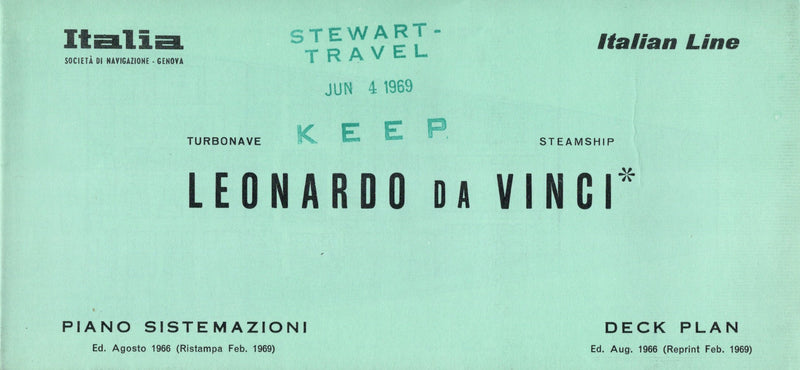 Italia
SOCIETÀ DI NAVIGAZIONE - GENOVA
STEWART-
TRAVEL
JUN 4 1969
KEEP
Italian Line
TURBONAVE
STEAMSHIP
LEONARDO DA VINCI*
PIANO SISTEMAZIONI
Ed. Agosto 1966 (Ristampa Feb. 1969)
DECK PLAN
Ed. Aug. 1966 (Reprint Feb. 1969)